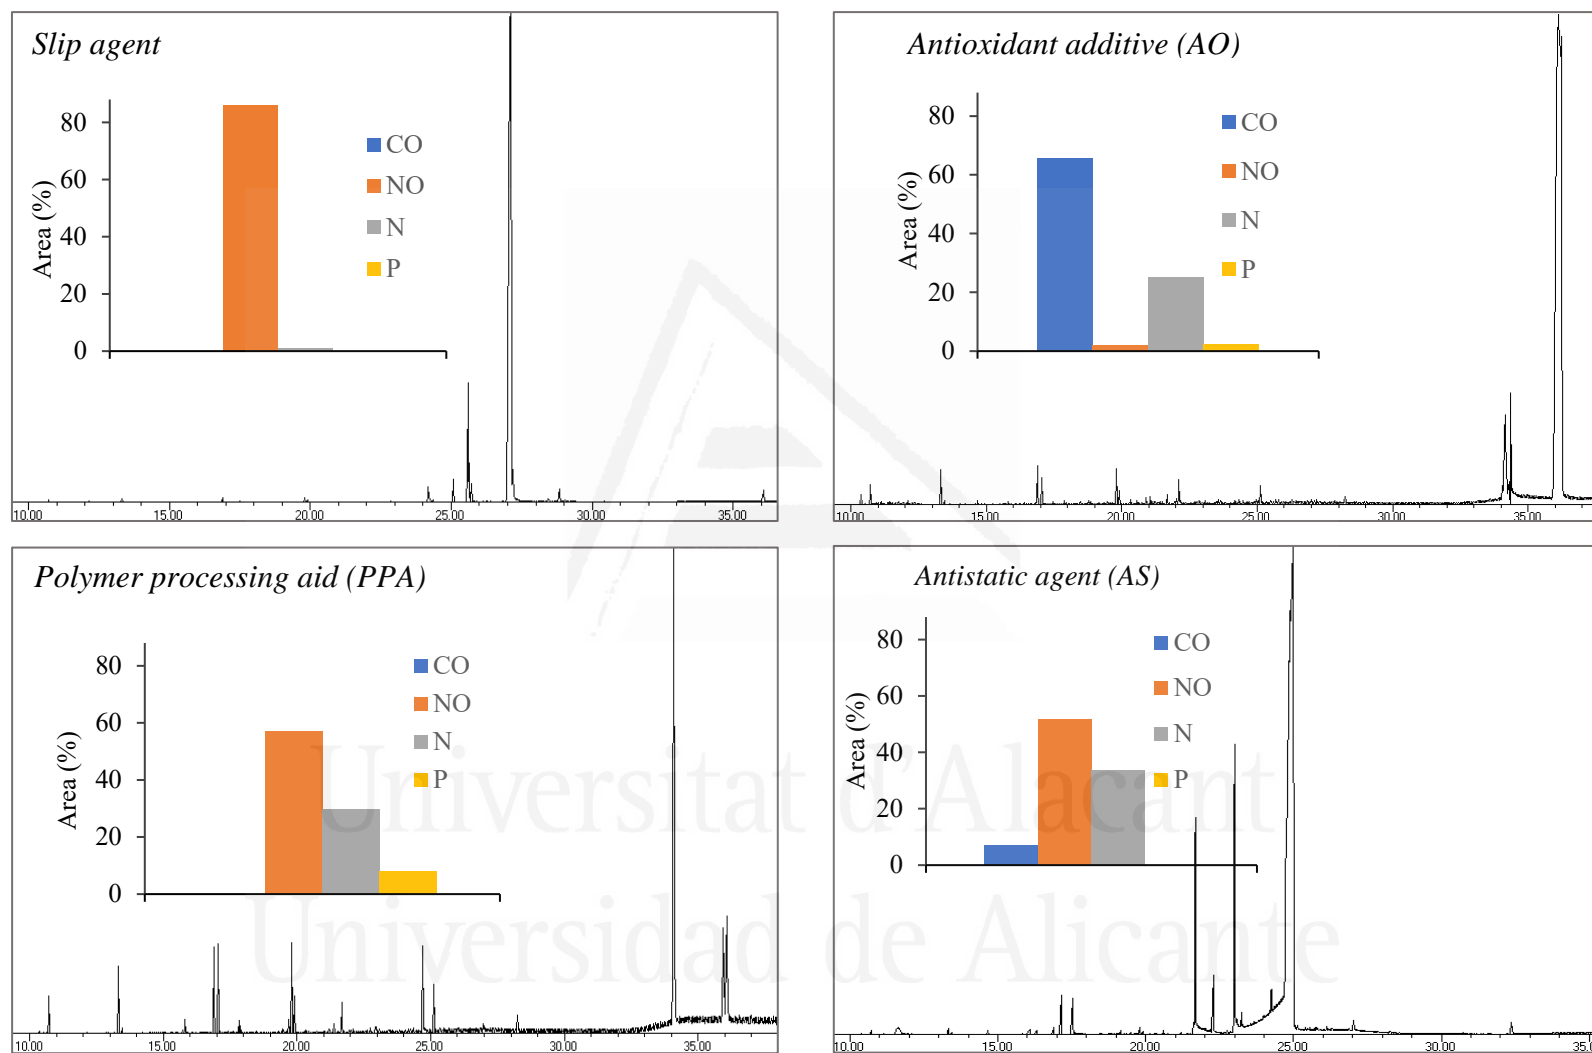 Slip agent
80
60
40
20
0
Area (%)
CO
NO
N
P
10.00 15.00 20.00 25.00 30.00 35.00
Antioxidant additive (AO)
80
60
40
20
0
Area (%)
CO
NO
N
P
10.00 15.00 20.00 25.00 30.00 35.00
Polymer processing aid (PPA)
80
60
40
20
0
Area (%)
CO
NO
N
P
10.00 15.00 20.00 25.00 30.00 35.00
Antistatic agent (AS)
80
60
40
20
0
Area (%)
CO
NO
N
P
10.00 15.00 20.00 25.00 30.00
Universitat d'Alacant
Universidad de Alicante